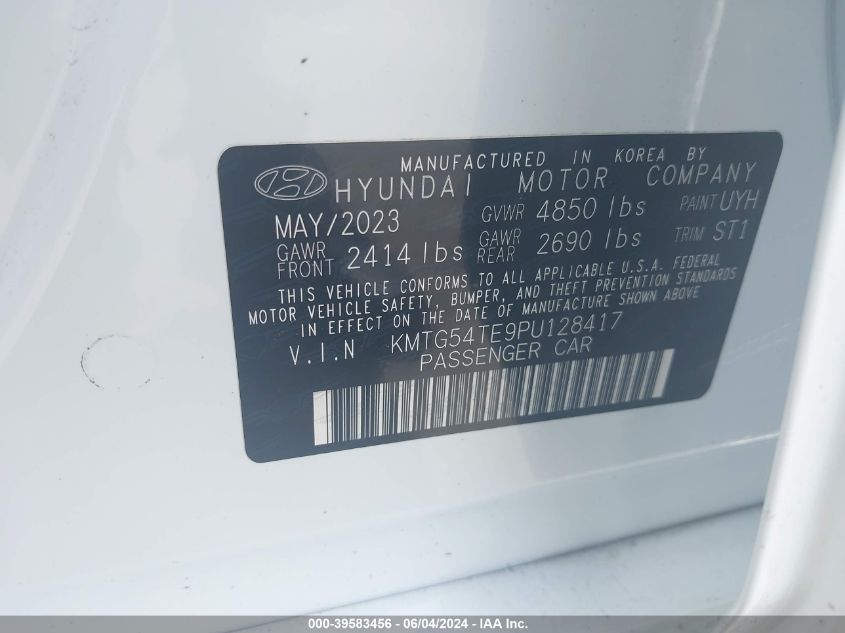 MANUFACTURED IN KOREA BY
HYUNDAI MOTOR COMPANY
MAY/2023 GVWR 4850 lbs PAINT UYH
GAWR FRONT 2414 lbs GAWR REAR 2690 lbs TRIM ST1
THIS VEHICLE CONFORMS TO ALL APPLICABLE U.S.A. FEDERAL
MOTOR VEHICLE SAFETY, BUMPER, AND THEFT PREVENTION STANDARDS
IN EFFECT ON THE DATE OF MANUFACTURE SHOWN ABOVE
V.I.N KMTG54TE9PU128417
PASSENGER CAR
000-39583456 - 06/04/2024 - IAA Inc.